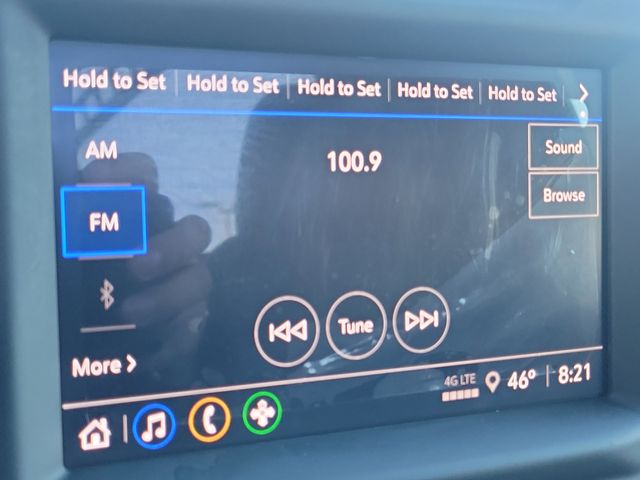 Hold to Set Hold to Set Hold to Set Hold to Set Hold to Set
AM
100.9
Sound
FM
Browse
Tune
More
4G LTE
46° 8:21